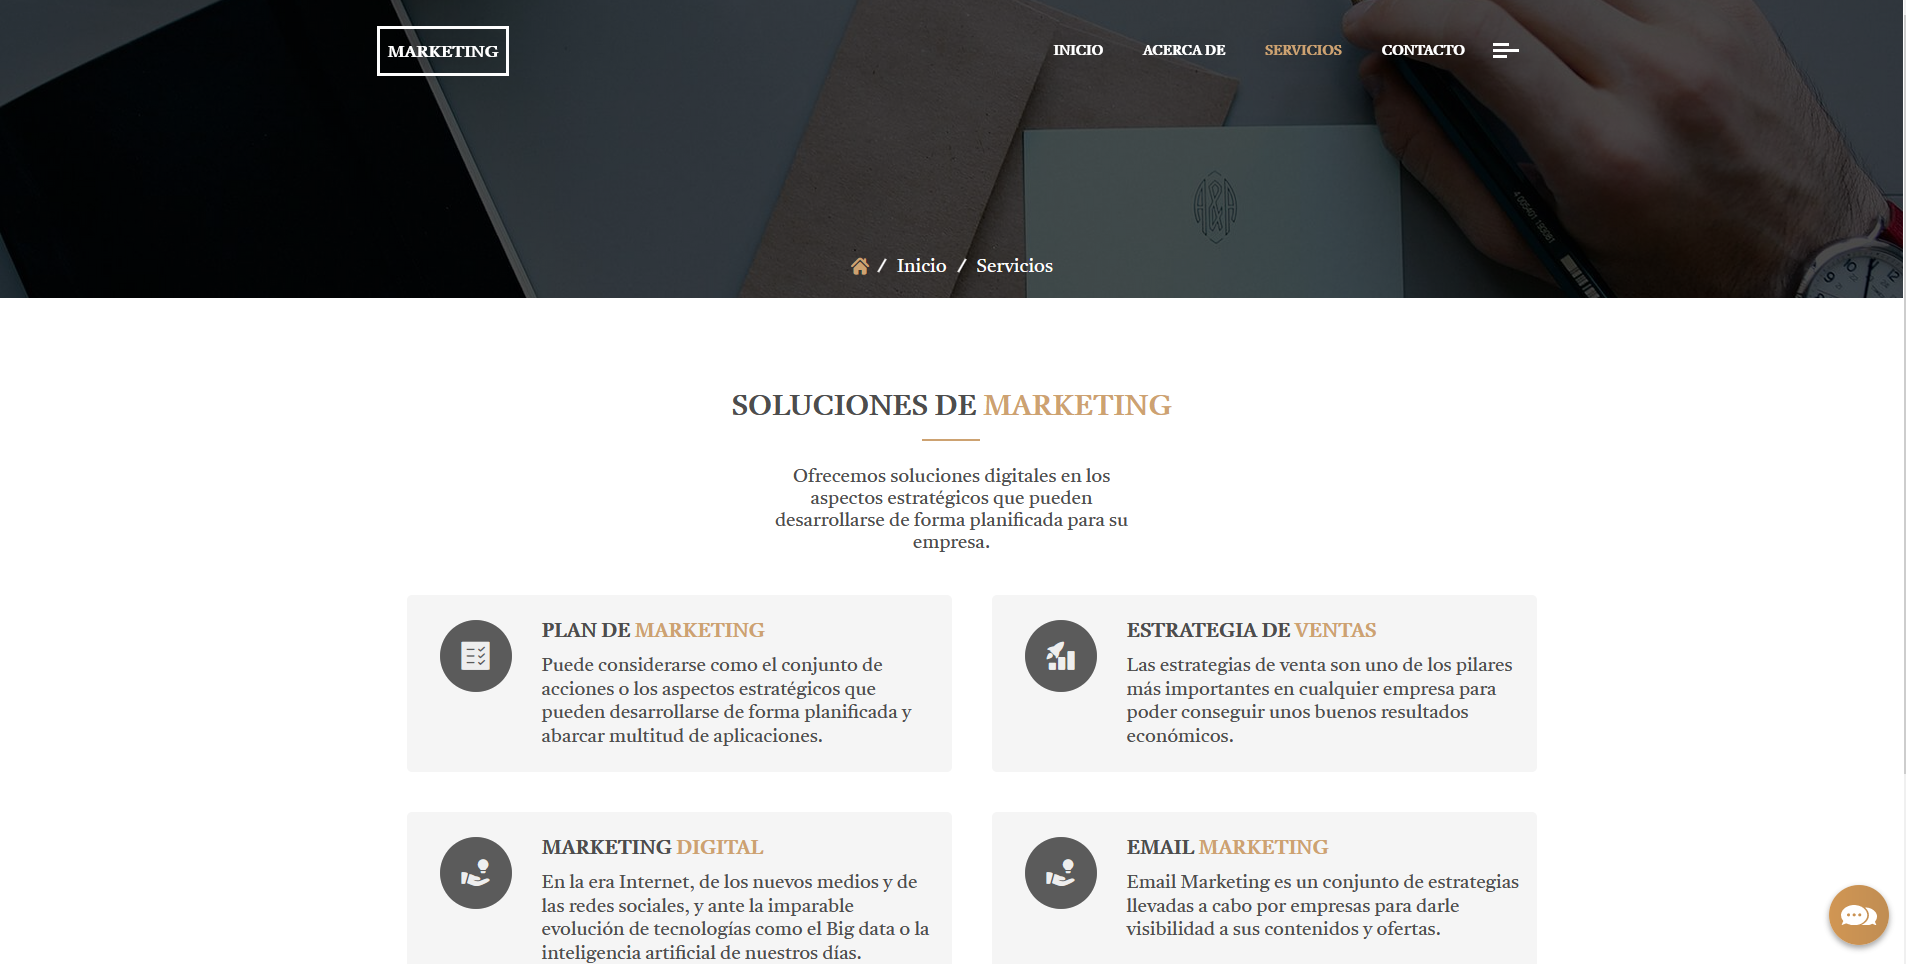 MARKETING
INICIO
ACERCA DE
SERVICIOS
CONTACTO
A&A
/ Inicio / Servicios
SOLUCIONES DE MARKETING
Ofrecemos soluciones digitales en los
aspectos estratégicos que pueden
desarrollarse de forma planificada para su
empresa.
PLAN DE MARKETING
Puede considerarse como el conjunto de
acciones o los aspectos estratégicos que
pueden desarrollarse de forma planificada y
abarcar multitud de aplicaciones.
ESTRATEGIA DE VENTAS
Las estrategias de venta son uno de los pilares
más importantes en cualquier empresa para
poder conseguir unos buenos resultados
económicos.
MARKETING DIGITAL
En la era Internet, de los nuevos medios y de
las redes sociales, y ante la imparable
evolución de tecnologías como el Big data o la
inteligencia artificial de nuestros días.
EMAIL MARKETING
Email Marketing es un conjunto de estrategias
llevadas a cabo por empresas para darle
visibilidad a sus contenidos y ofertas.